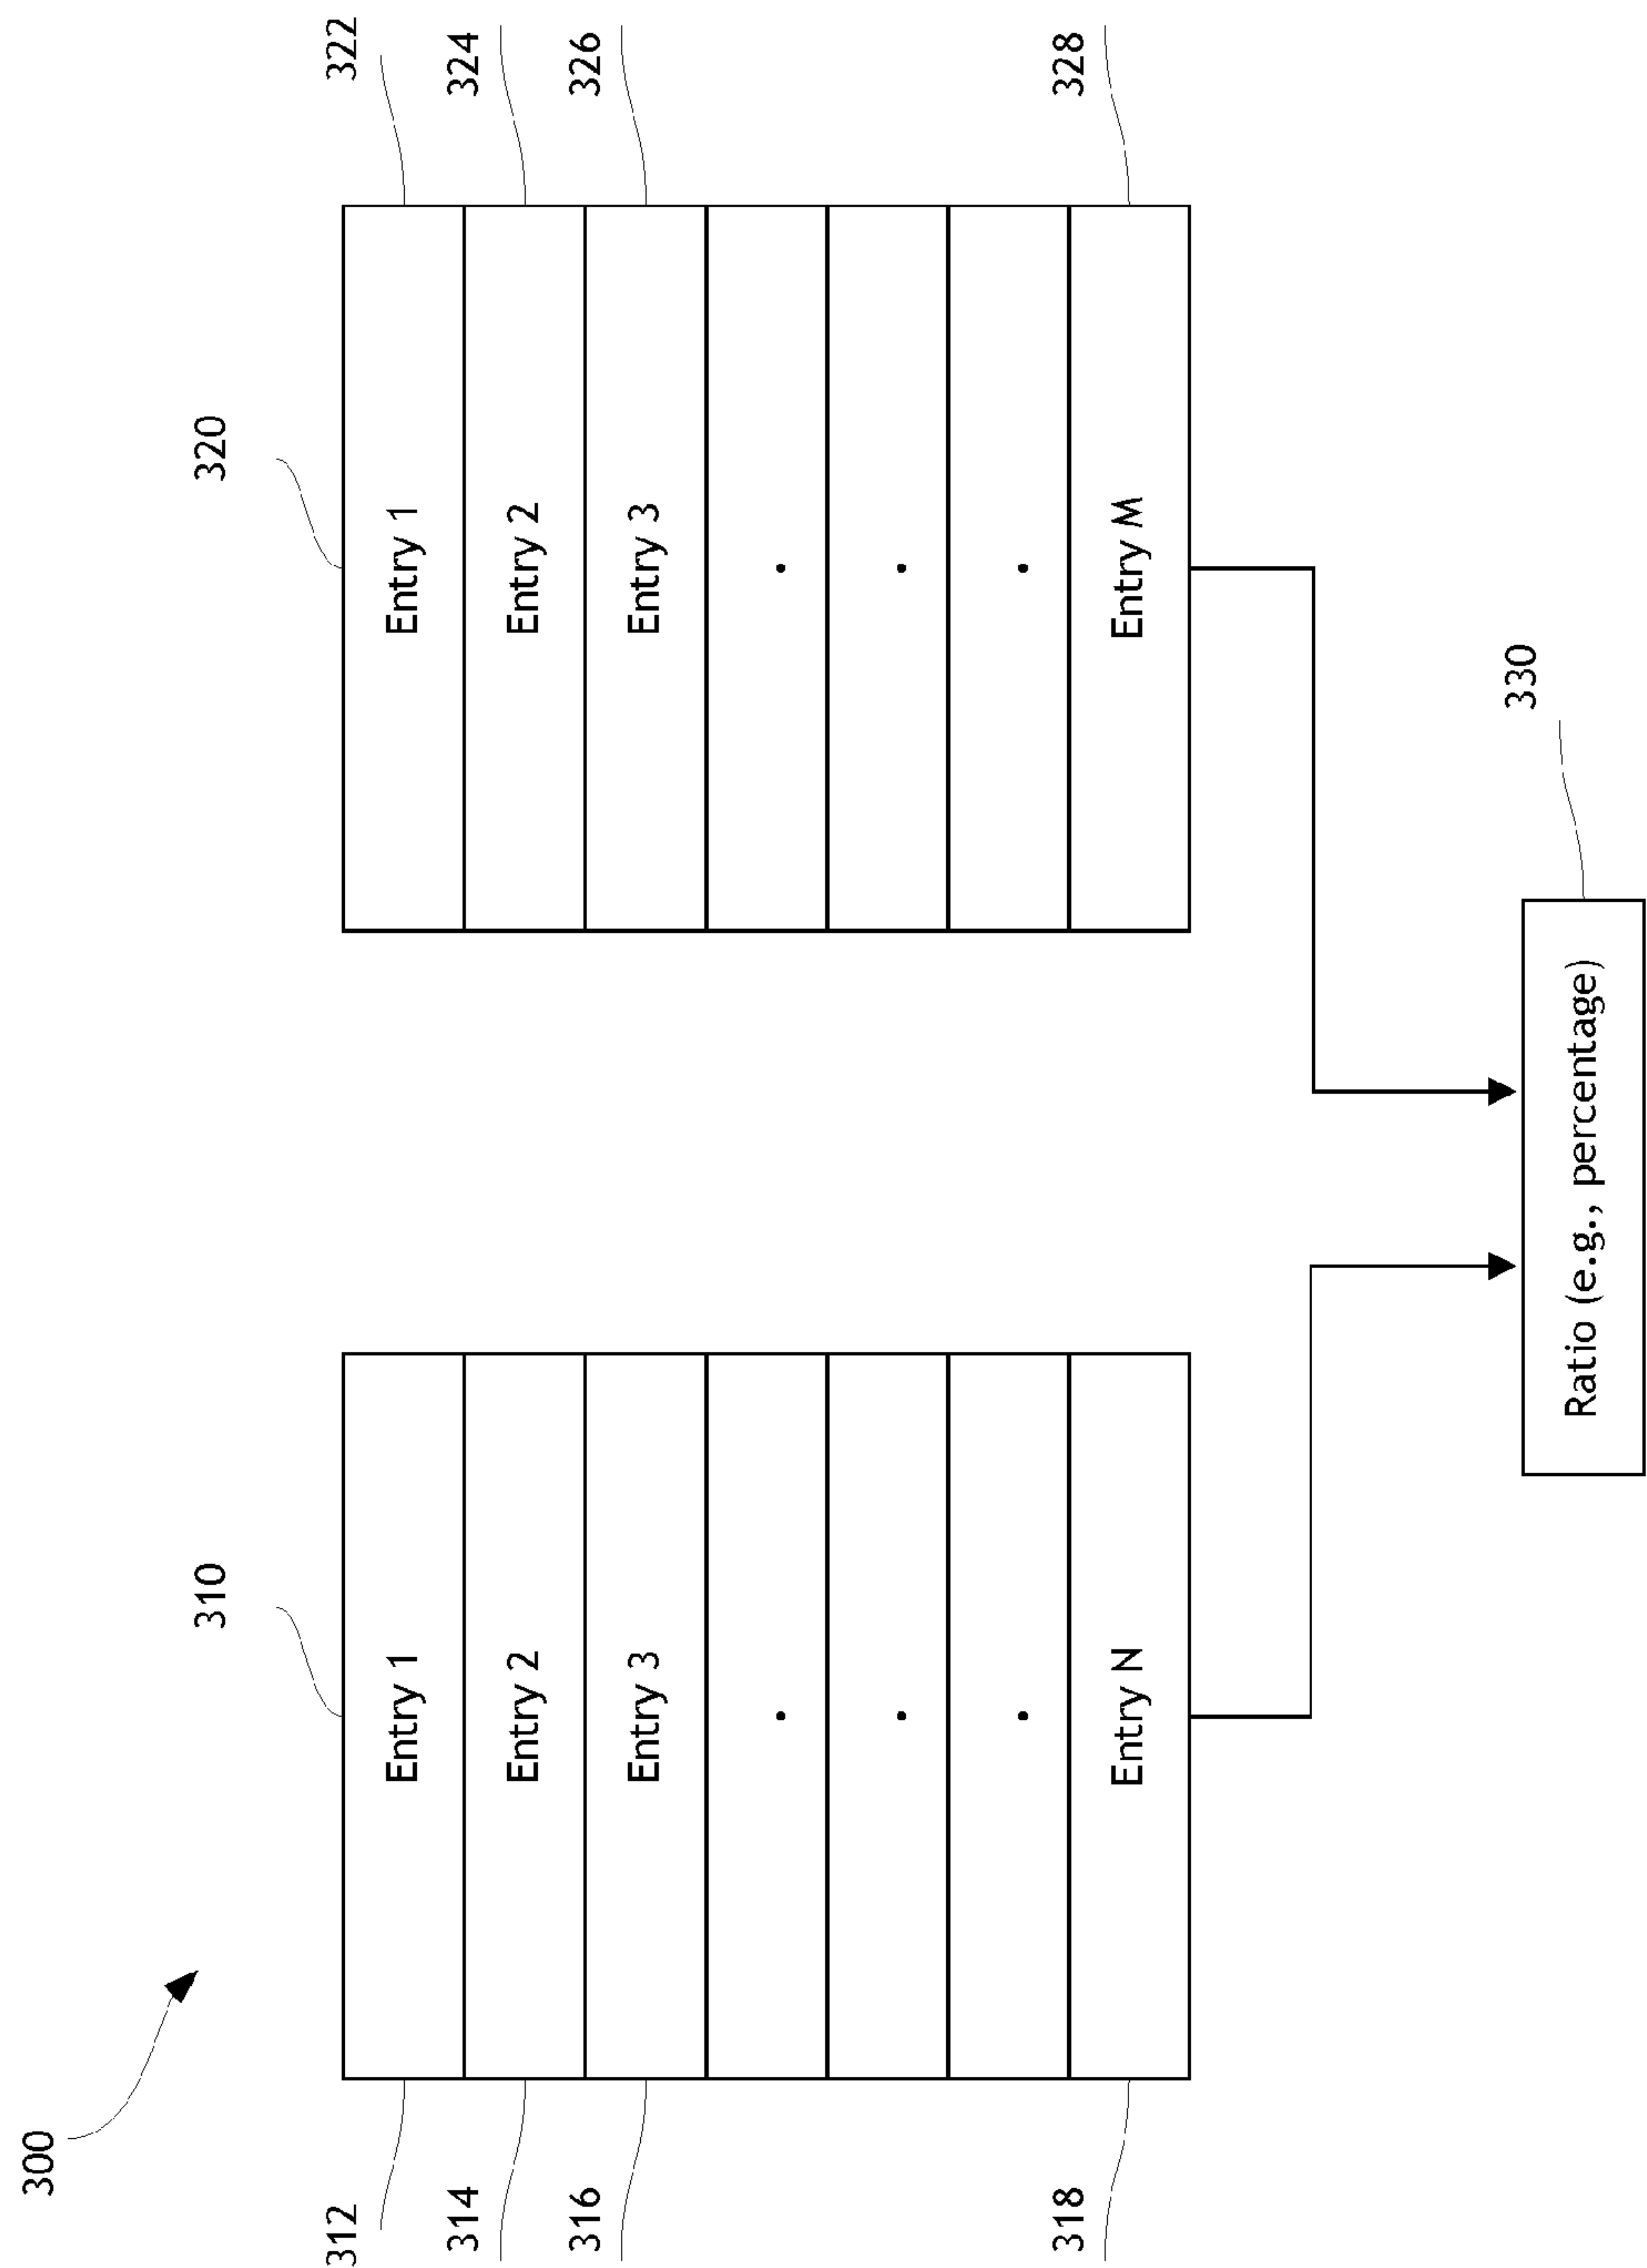 300
310
320
312
Entry 1
Entry 1
322
314
Entry 2
Entry 2
324
316
Entry 3
Entry 3
326
.
.
.
.
.
.
318
Entry N
Entry M
328
330
Ratio (e.g., percentage)